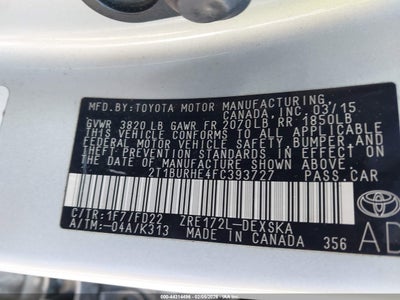 MFD.BY:TOYOTA MOTOR MANUFACTURING,
CANADA,INC. 03/15
GVWR 3820 LB GAWR FR 2070LB RR 1850LB
THIS VEHICLE CONFORMS TO ALL APPLICABLE
FEDERAL MOTOR VEHICLE SAFETY, BUMPER, AND
THEFT PREVENTION STANDARDS IN EFFECT ON THE DATE OF
MANUFACTURE SHOWN ABOVE.
2T1BURHE4FC393727 PASS.CAR
C/TR:1F7/FD22 ZRE172L-DEXSKA
A/TM:-04A/K313 MADE IN CANADA 356
TOYOTA
AD